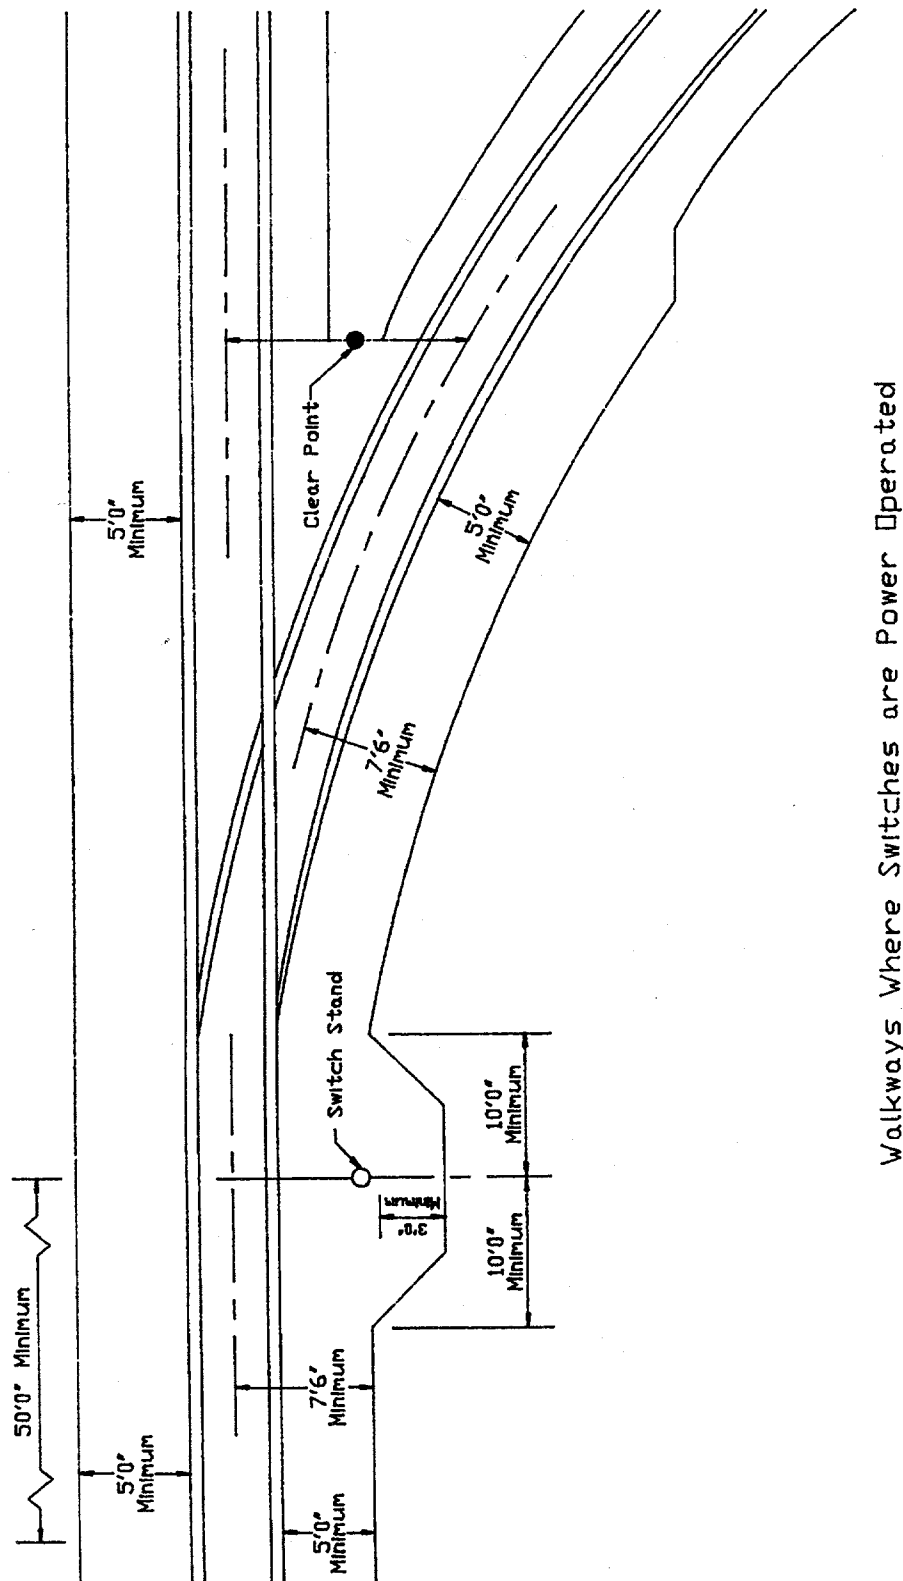 50'0" Minimum
5'0"
Minimum
5'0"
Minimum
7'6"
Minimum
5'0"
Minimum
3'0"
Minimum
10'0"
Minimum
10'0"
Minimum
Switch Stand
7'6"
Minimum
5'0"
Minimum
Clear Point
Walkways Where Switches are Power Operated